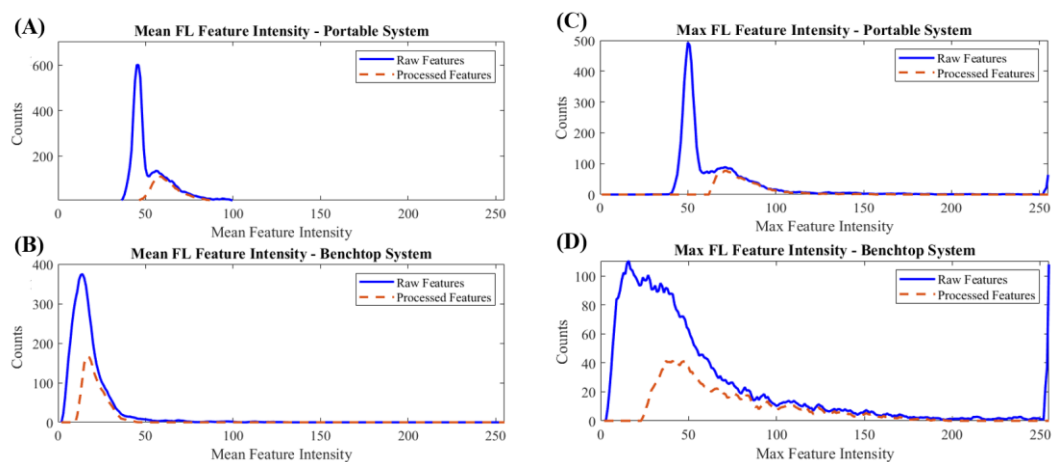 (A)
Mean FL Feature Intensity - Portable System
600
400
200
Counts
Raw Features
Processed Features
0 50 100 150 200 250
Mean Feature Intensity
(B)
Mean FL Feature Intensity - Benchtop System
400
300
200
100
0
Counts
Raw Features
Processed Features
0 50 100 150 200 250
Mean Feature Intensity
(C)
Max FL Feature Intensity - Portable System
500
400
300
200
100
0
Counts
Raw Features
Processed Features
0 50 100 150 200 250
Max Feature Intensity
(D)
Max FL Feature Intensity - Benchtop System
100
80
60
40
20
0
Counts
Raw Features
Processed Features
0 50 100 150 200 250
Max Feature Intensity